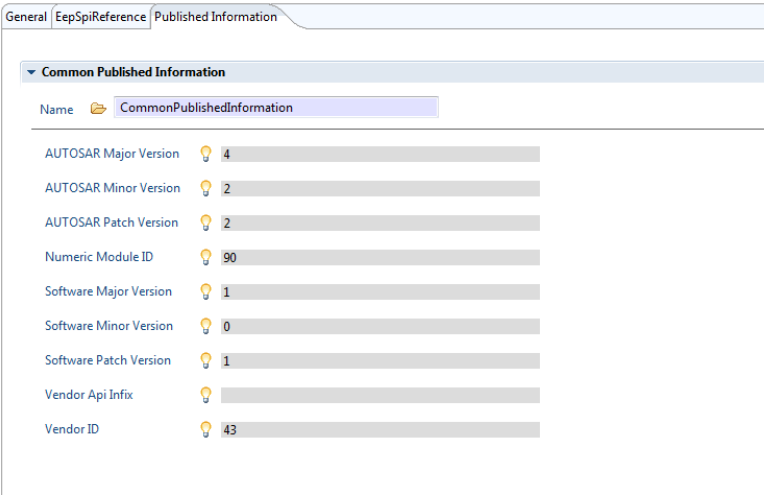 General EepSpiReference Published Information
Common Published Information
Name CommonPublishedInformation
AUTOSAR Major Version 4
AUTOSAR Minor Version 2
AUTOSAR Patch Version 2
Numeric Module ID 90
Software Major Version 1
Software Minor Version 0
Software Patch Version 1
Vendor Api Infix
Vendor ID 43